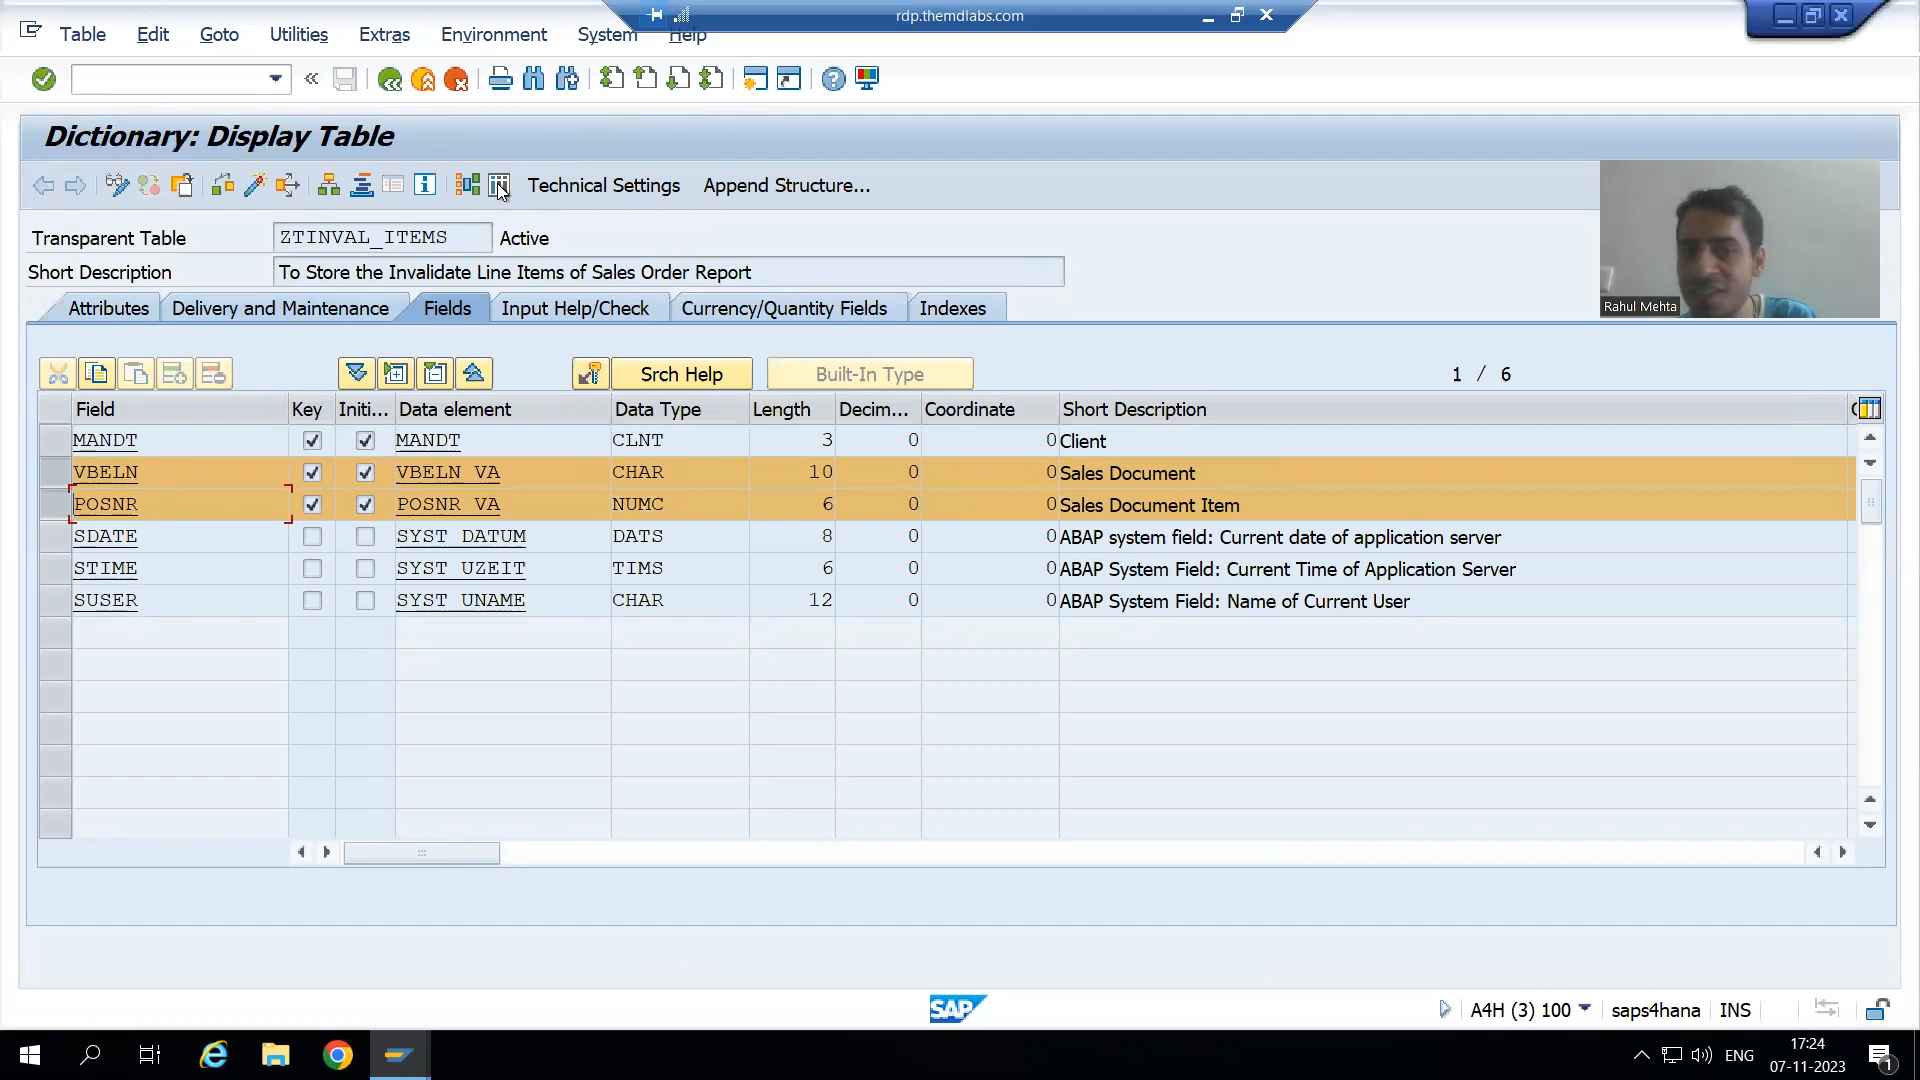 rdp.themdlabs.com
Table Edit Goto Utilities Extras Environment System Help
Dictionary: Display Table
Technical Settings Append Structure...
Transparent Table ZTINVAL_ITEMS Active
Short Description To Store the Invalidate Line Items of Sales Order Report
Rahul Mehta
Attributes Delivery and Maintenance Fields Input Help/Check Currency/Quantity Fields Indexes
Srch Help Built-In Type 1 / 6
Field Key Initi... Data element Data Type Length Decim... Coordinate Short Description
MANDT MANDT CLNT 3 0 0 Client
VBELN VBELN_VA CHAR 10 0 0 Sales Document
POSNR POSNR_VA NUMC 6 0 0 Sales Document Item
SDATE SYST_DATUM DATS 8 0 0 ABAP system field: Current date of application server
STIME SYST_UZEIT TIMS 6 0 0 ABAP System Field: Current Time of Application Server
SUSER SYST_UNAME CHAR 12 0 0 ABAP System Field: Name of Current User
SAP A4H (3) 100 saps4hana INS
ENG 17:24
07-11-2023
1